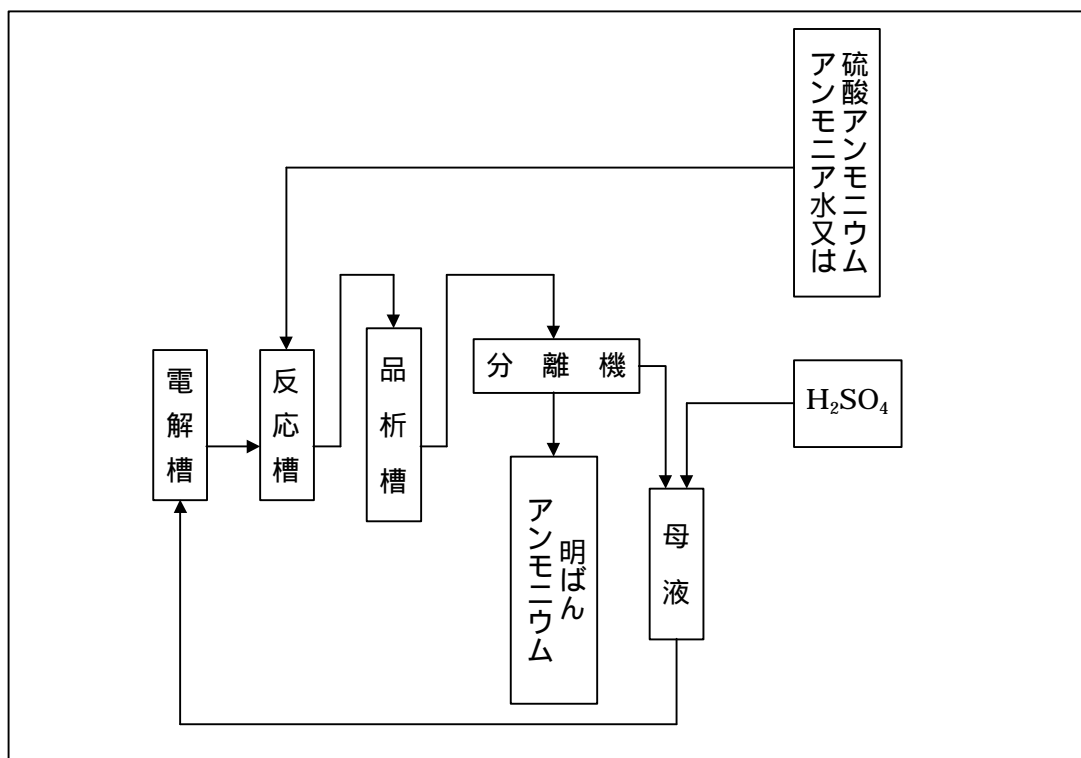 硫酸アンモニウム
アンモニア水又は
電解槽
反応槽
品析槽
分離機
H₂SO₄
明ばん
アンモニウム
母液